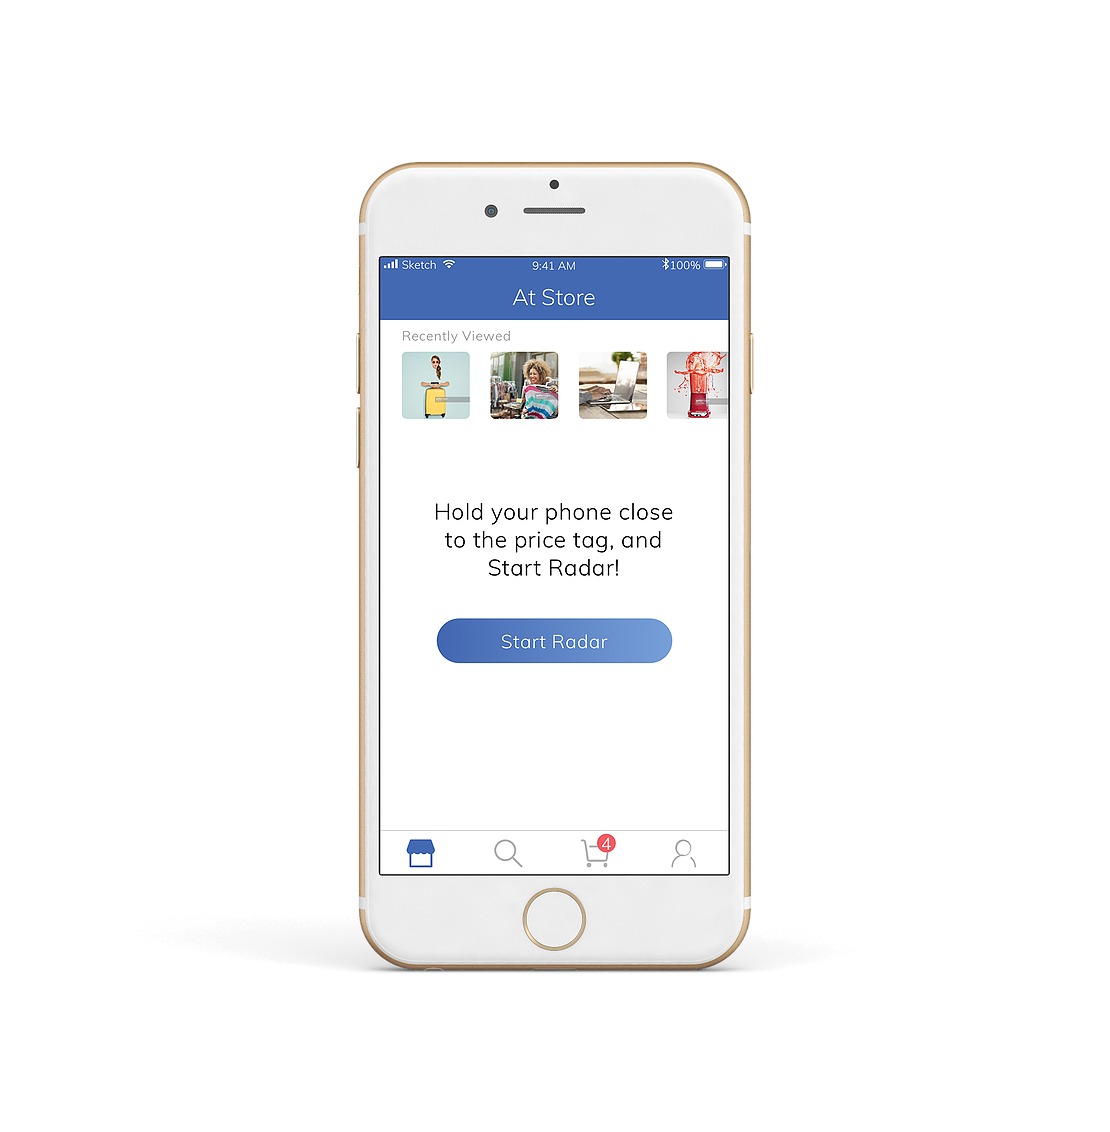 Sketch 9:41 AM 100%
At Store
Recently Viewed
Hold your phone close
to the price tag, and
Start Radar!
Start Radar
4